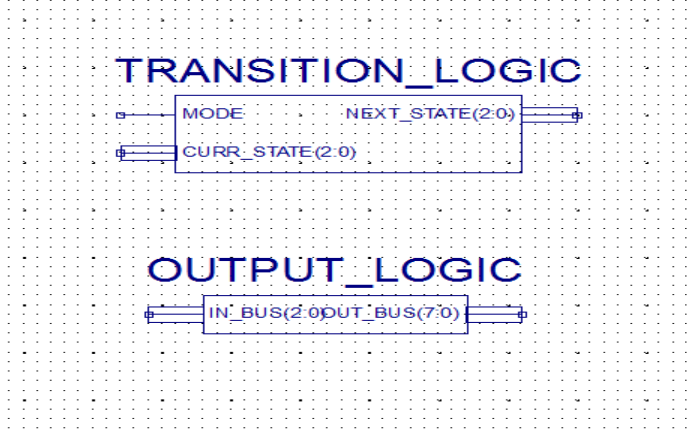 TRANSITION_LOGIC
MODE NEXT_STATE(2:0)
CURR_STATE(2:0)
OUTPUT_LOGIC
IN_BUS(2:0) OUT_BUS(7:0)